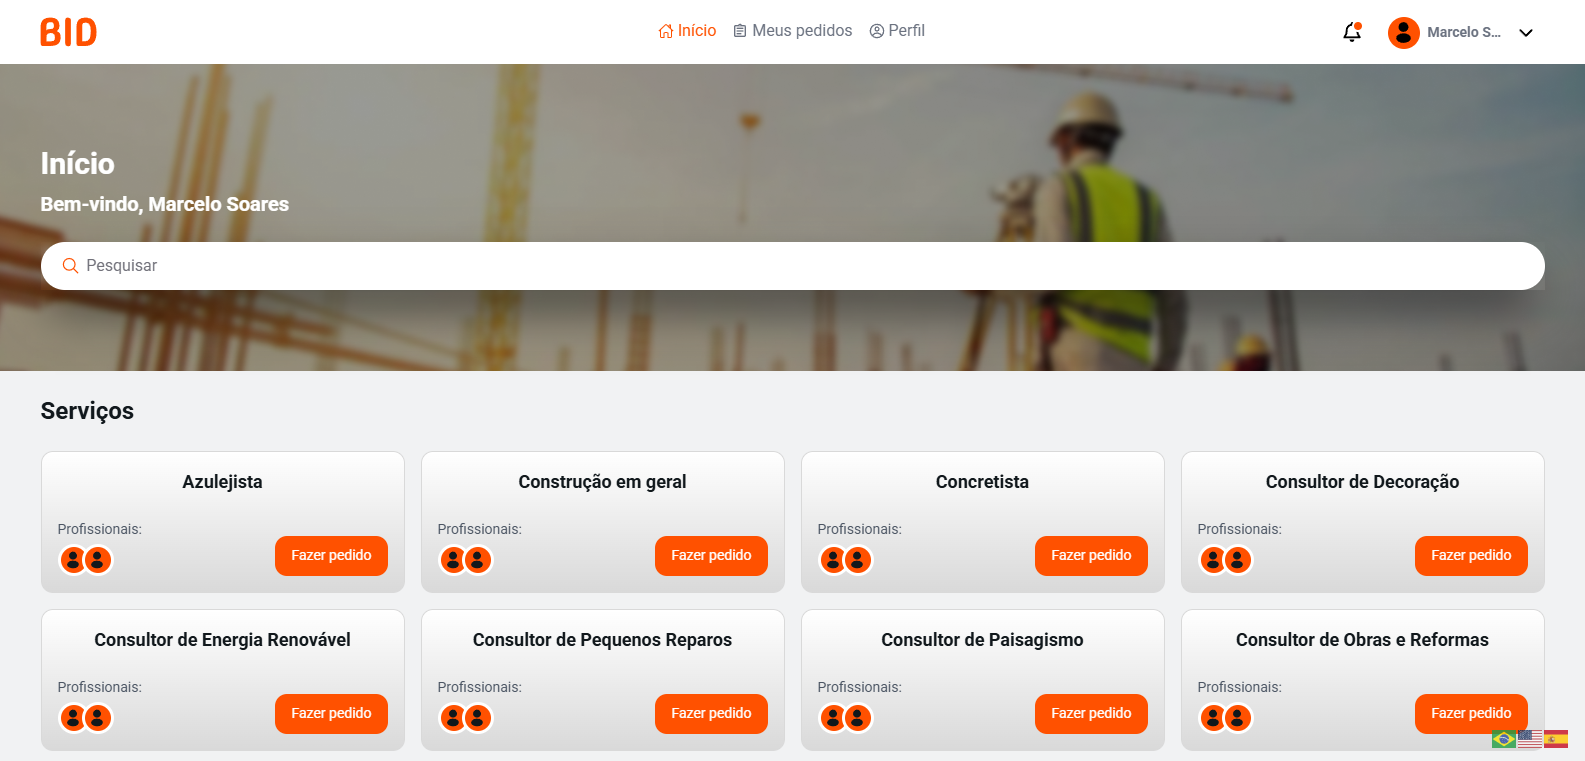 BID
Início
Meus pedidos
Perfil
Marcelo S...
Início
Bem-vindo, Marcelo Soares
Pesquisar
Serviços
Azulejista
Profissionais:
Fazer pedido
Construção em geral
Profissionais:
Fazer pedido
Concretista
Profissionais:
Fazer pedido
Consultor de Decoração
Profissionais:
Fazer pedido
Consultor de Energia Renovável
Profissionais:
Fazer pedido
Consultor de Pequenos Reparos
Profissionais:
Fazer pedido
Consultor de Paisagismo
Profissionais:
Fazer pedido
Consultor de Obras e Reformas
Profissionais:
Fazer pedido